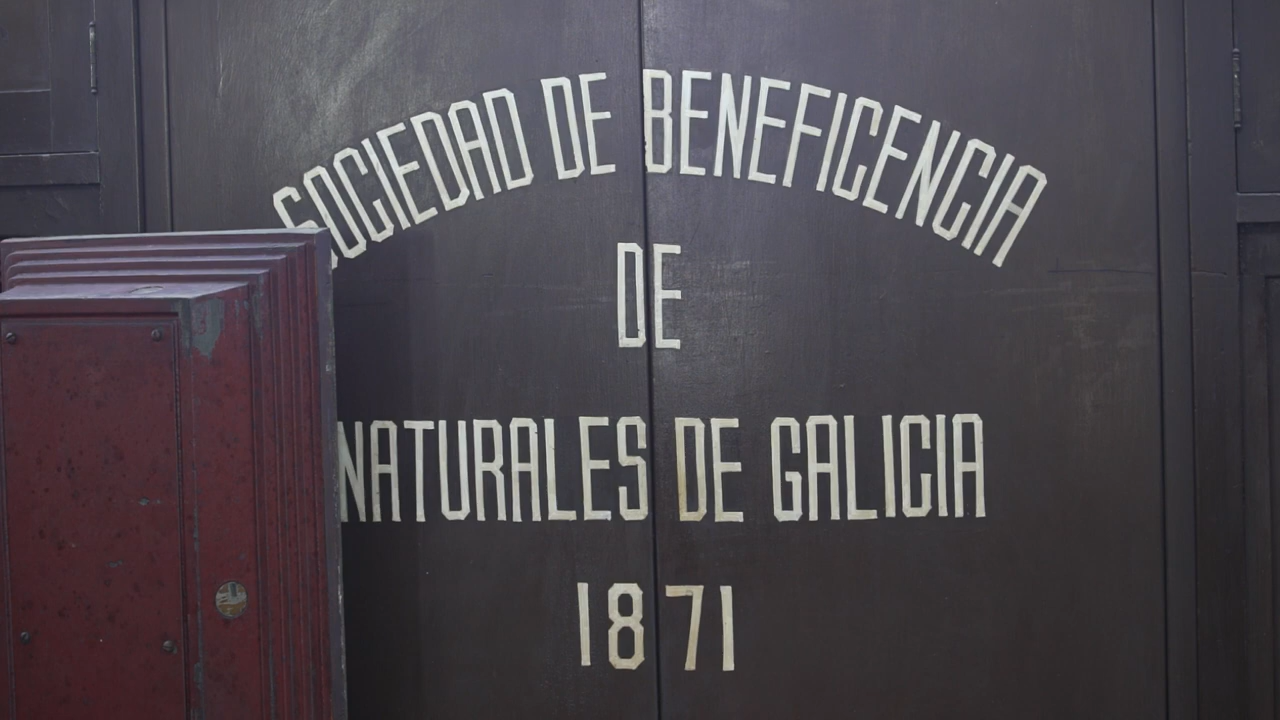 SOCIEDAD DE BENEFICENCIA
DE
NATURALES DE GALICIA
1871